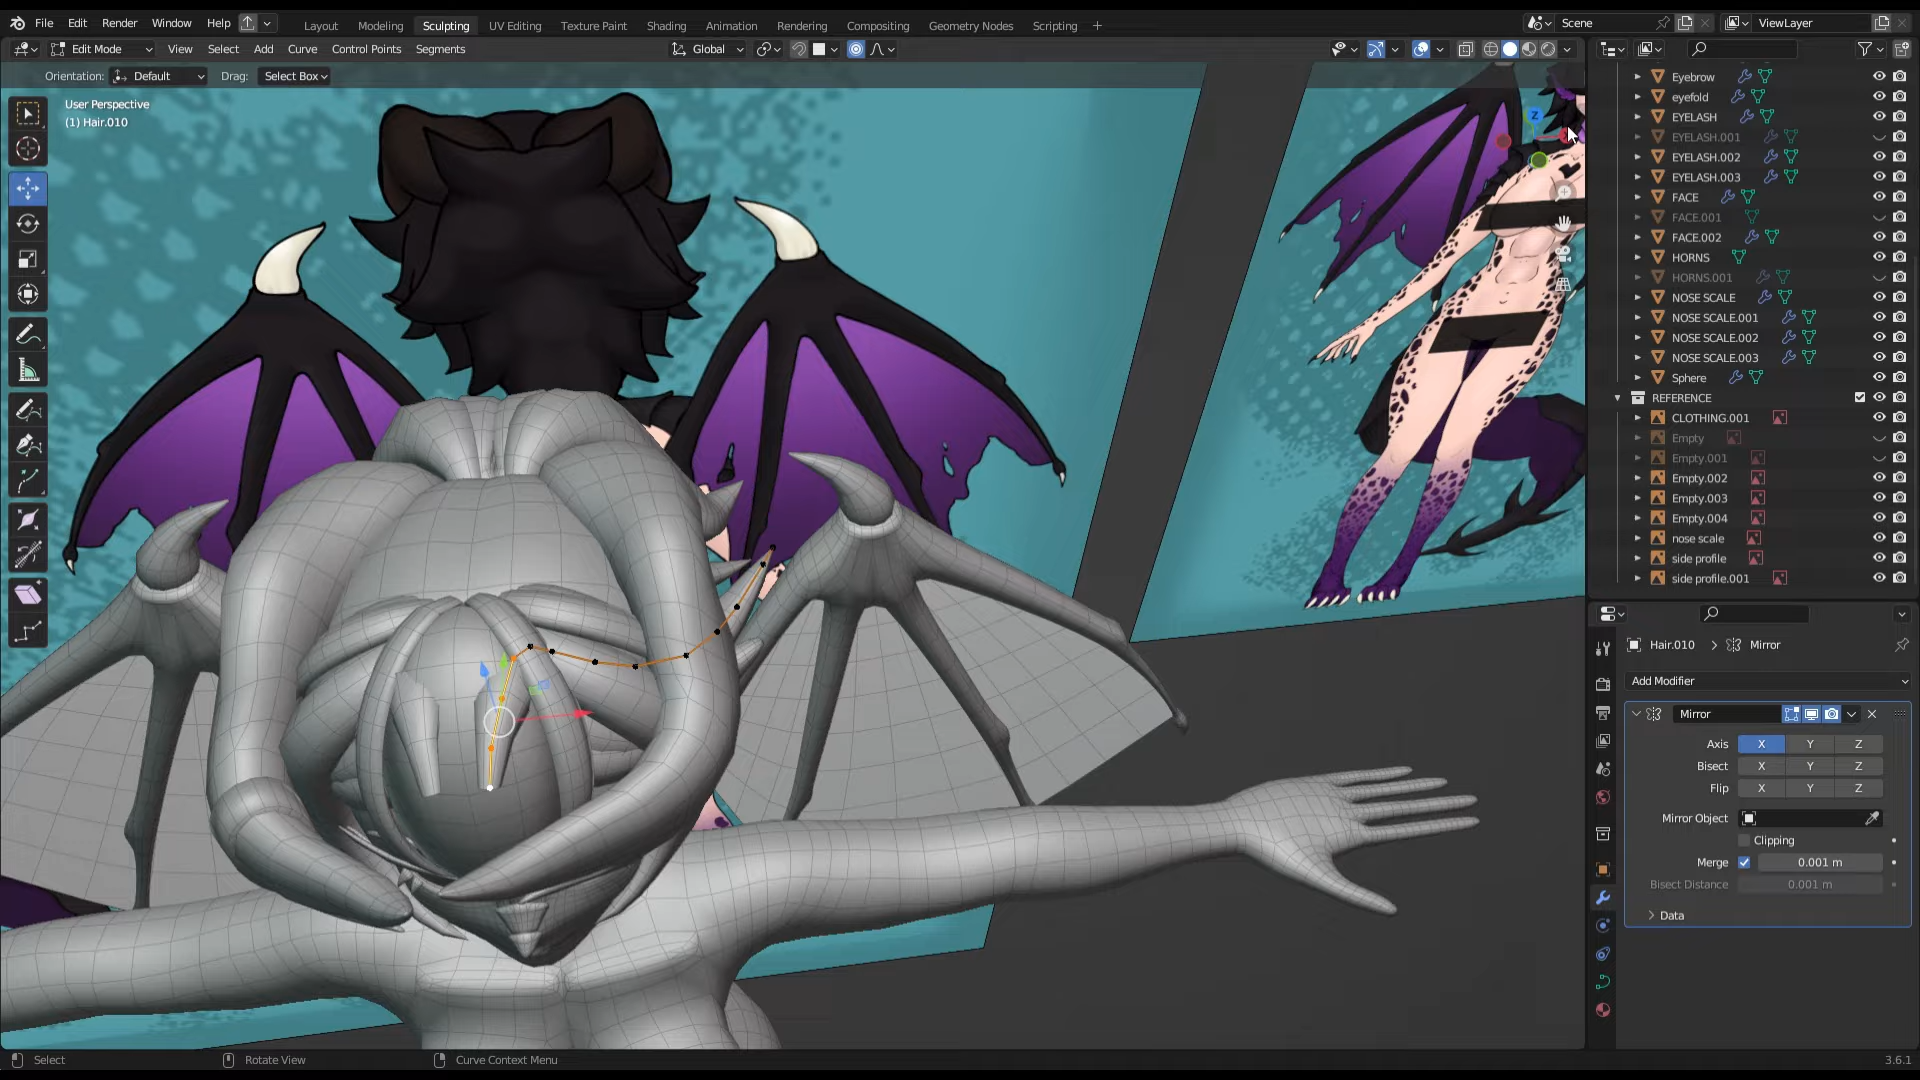 File Edit Render Window Help
Layout Modeling Sculpting UV Editing Texture Paint Shading Animation Rendering Compositing Geometry Nodes Scripting +
Scene
ViewLayer
Edit Mode View Select Add Curve Control Points Segments
Global
Orientation: Default Drag: Select Box
User Perspective
(1) Hair.010
Z
Eyebrow
eyefold
EYELASH
EYELASH.001
EYELASH.002
EYELASH.003
FACE
FACE.001
FACE.002
HORNS
HORNS.001
NOSE SCALE
NOSE SCALE.001
NOSE SCALE.002
NOSE SCALE.003
Sphere
REFERENCE
CLOTHING.001
Empty
Empty.001
Empty.002
Empty.003
Empty.004
nose scale
side profile
side profile.001
Hair.010 > Mirror
Add Modifier
Mirror
Axis X Y Z
Bisect X Y Z
Flip X Y Z
Mirror Object
Clipping
Merge 0.001 m
Bisect Distance 0.001 m
Data
Select Rotate View Curve Context Menu
3.6.1